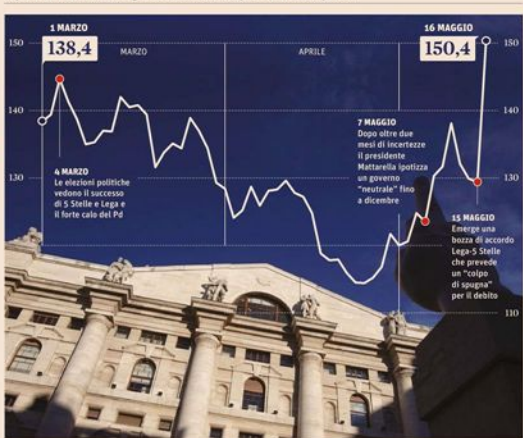 1 MARZO
138,4
16 MAGGIO
150,4
MARZO
APRILE
150
150
140
140
130
130
110
4 MARZO
Le elezioni politiche
vedono il successo
di 5 Stelle e Lega e
il forte calo del Pd
7 MAGGIO
Dopo oltre due
mesi di incertezze
il presidente
Mattarella ipotizza
un governo
"neutrale" fino
a dicembre
15 MAGGIO
Emerge una
bozza di accordo
Lega-5 Stelle
che prevede
un "colpo
di spugna"
per il debito